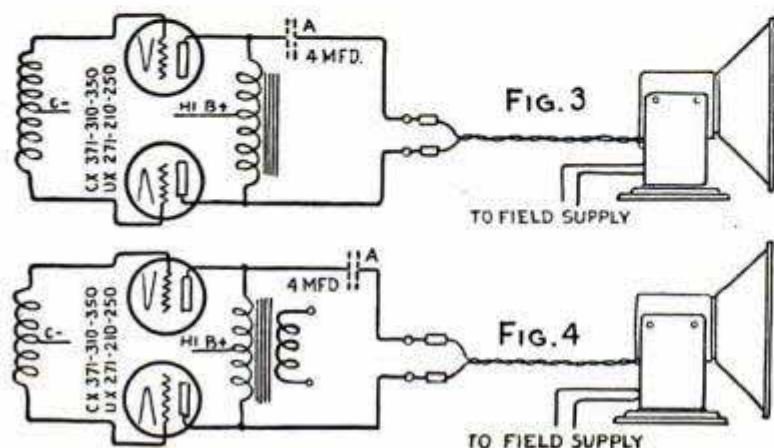 A
4 MFD.
C-
CX 371-310-350
UX 271-210-250
HI B+
FIG. 3
TO FIELD SUPPLY
A
4 MFD
C-
CX 371-310-350
UX 271-210-250
HI B+
FIG. 4
TO FIELD SUPPLY